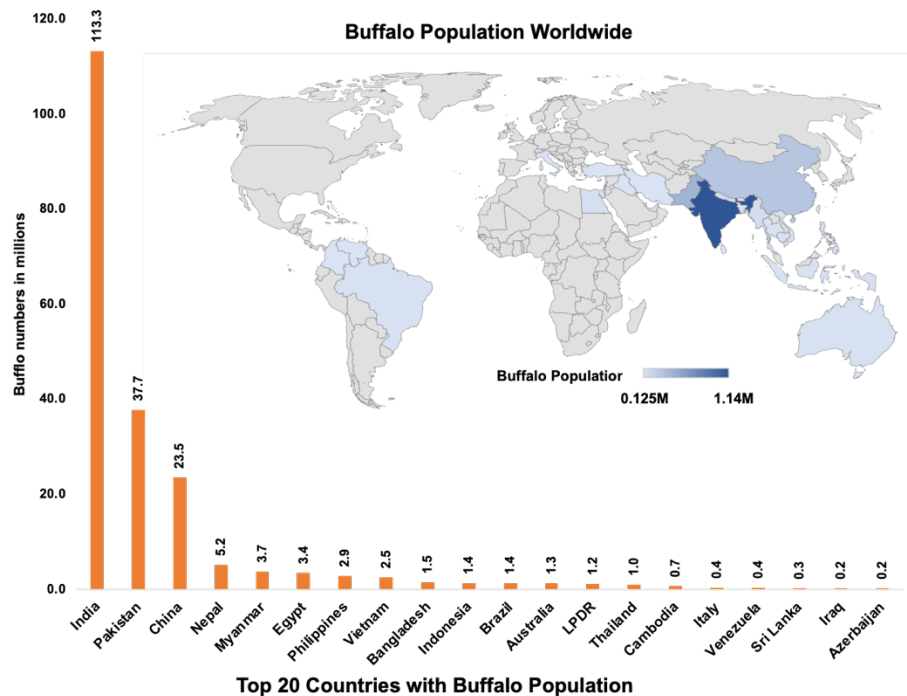 Buffalo Population Worldwide
Bufflo numbers in millions
120.0
100.0
80.0
60.0
40.0
20.0
0.0
113.3
37.7
23.5
5.2
3.7
3.4
2.9
2.5
1.5
1.4
1.4
1.3
1.2
1.0
0.7
0.4
0.4
0.3
0.2
0.2
Buffalo Populatior
0.125M 1.14M
India
Pakistan
China
Nepal
Myanmar
Egypt
Philippines
Vietnam
Bangladesh
Indonesia
Brazil
Australia
LPDR
Thailand
Cambodia
Italy
Venezuela
Sri Lanka
Iraq
Azerbaijan
Top 20 Countries with Buffalo Population